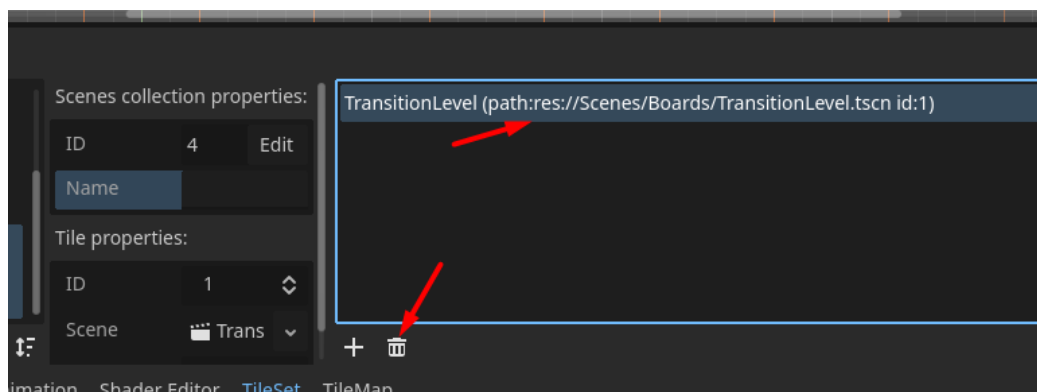 Scenes collection properties:
ID 4 Edit
Name
Tile properties:
ID 1
Scene Trans
TransitionLevel (path:res://Scenes/Boards/TransitionLevel.tscn id:1)
imation Shader Editor TileSet TileMap